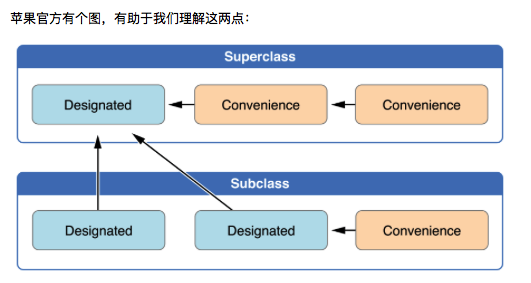 苹果官方有个图，有助于我们理解这两点：
Superclass
Designated Convenience Convenience
Subclass
Designated Designated Convenience